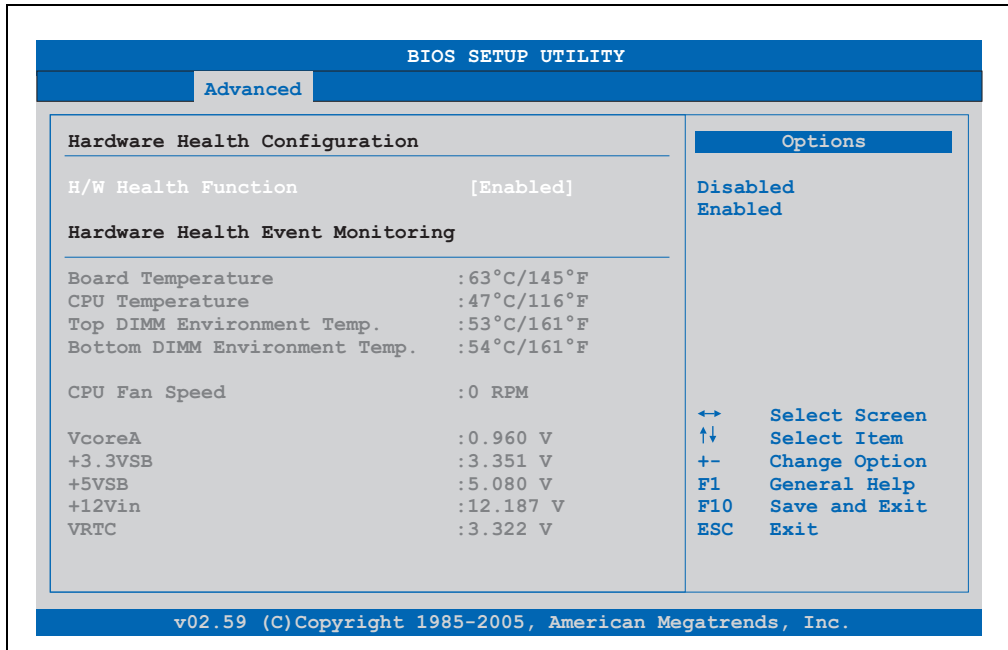 BIOS SETUP UTILITY
Advanced
Hardware Health Configuration
H/W Health Function [Enabled]
Hardware Health Event Monitoring
Board Temperature :63°C/145°F
CPU Temperature :47°C/116°F
Top DIMM Environment Temp. :53°C/161°F
Bottom DIMM Environment Temp. :54°C/161°F
CPU Fan Speed :0 RPM
VcoreA :0.960 V
+3.3VSB :3.351 V
+5VSB :5.080 V
+12Vin :12.187 V
VRTC :3.322 V
Options
Disabled
Enabled
↔ Select Screen
↑↓ Select Item
+- Change Option
F1 General Help
F10 Save and Exit
ESC Exit
v02.59 (C)Copyright 1985-2005, American Megatrends, Inc.